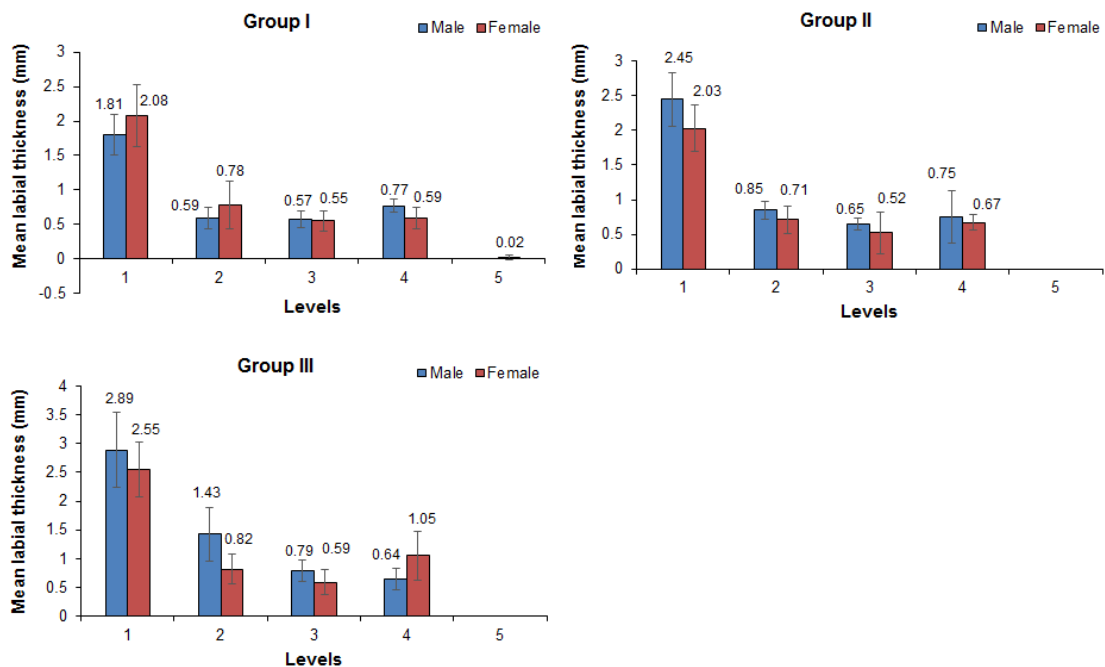 Group I
Male Female
Mean labial thickness (mm)
3
2.5
2
1.5
1
0.5
0
-0.5
1.81 2.08
0.59 0.78
0.57 0.55
0.77 0.59
0.02
1 2 3 4 5
Levels
Group II
Male Female
Mean labial thickness (mm)
3
2.5
2
1.5
1
0.5
0
2.45 2.03
0.85 0.71
0.65 0.52
0.75 0.67
1 2 3 4 5
Levels
Group III
Male Female
Mean labial thickness (mm)
4
3.5
3
2.5
2
1.5
1
0.5
0
2.89 2.55
1.43 0.82
0.79 0.59
0.64 1.05
1 2 3 4 5
Levels